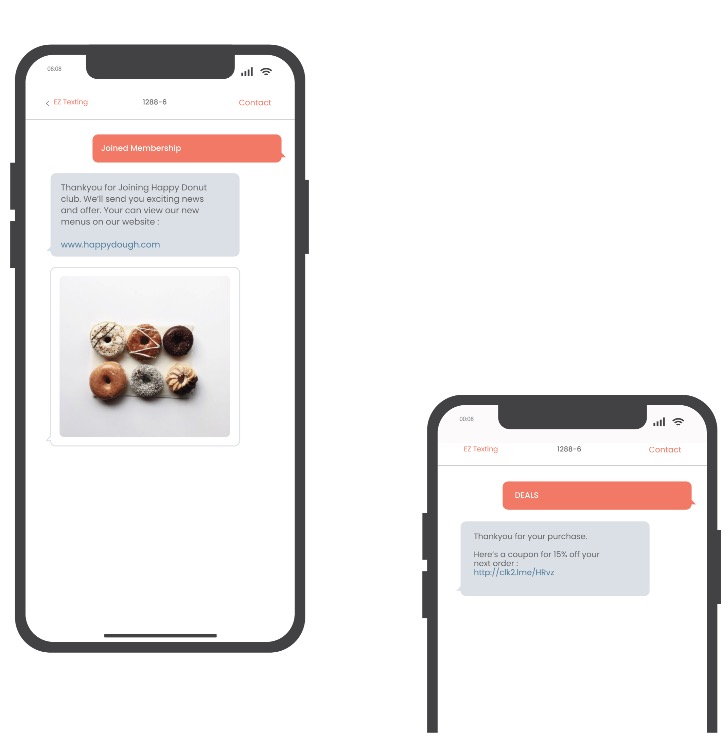 08:08
< EZ Texting 1288-6 Contact
Joined Membership
Thankyou for Joining Happy Donut
club. We'll send you exciting news
and offer. Your can view our new
menus on our website :
www.happydough.com
00:08
EZ Texting 1288-6 Contact
DEALS
Thankyou for your purchase.
Here's a coupon for 15% off your
next order :
http://clk2.lme/HRvz